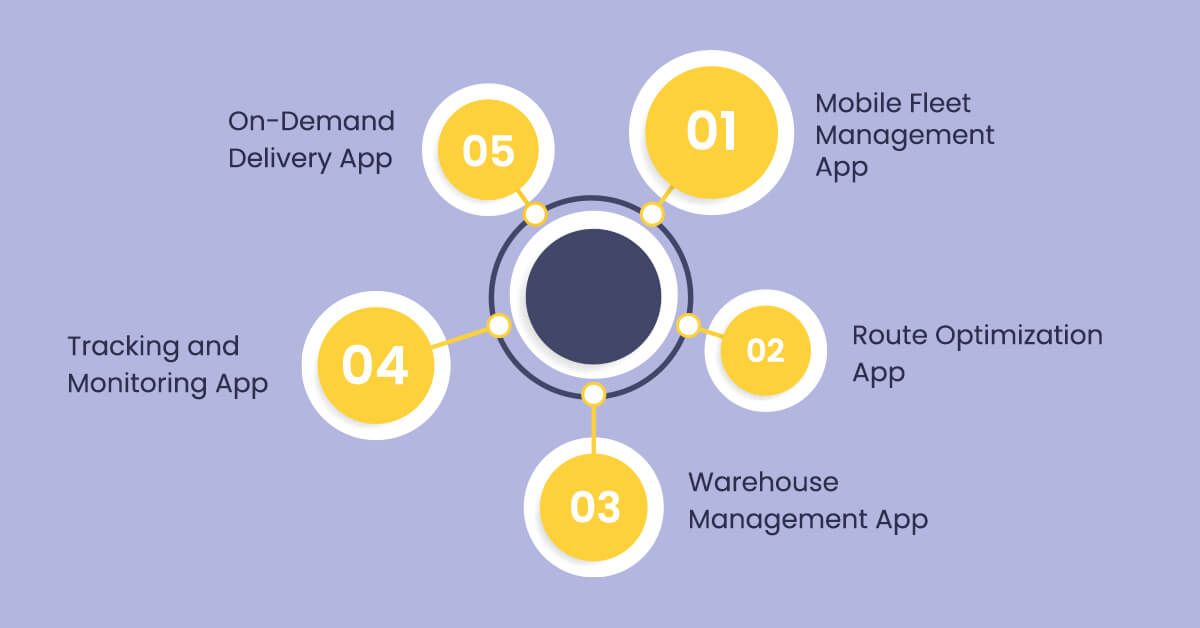 01
Mobile Fleet
Management
App
02
Route Optimization
App
03
Warehouse
Management App
04
Tracking and
Monitoring App
05
On-Demand
Delivery App